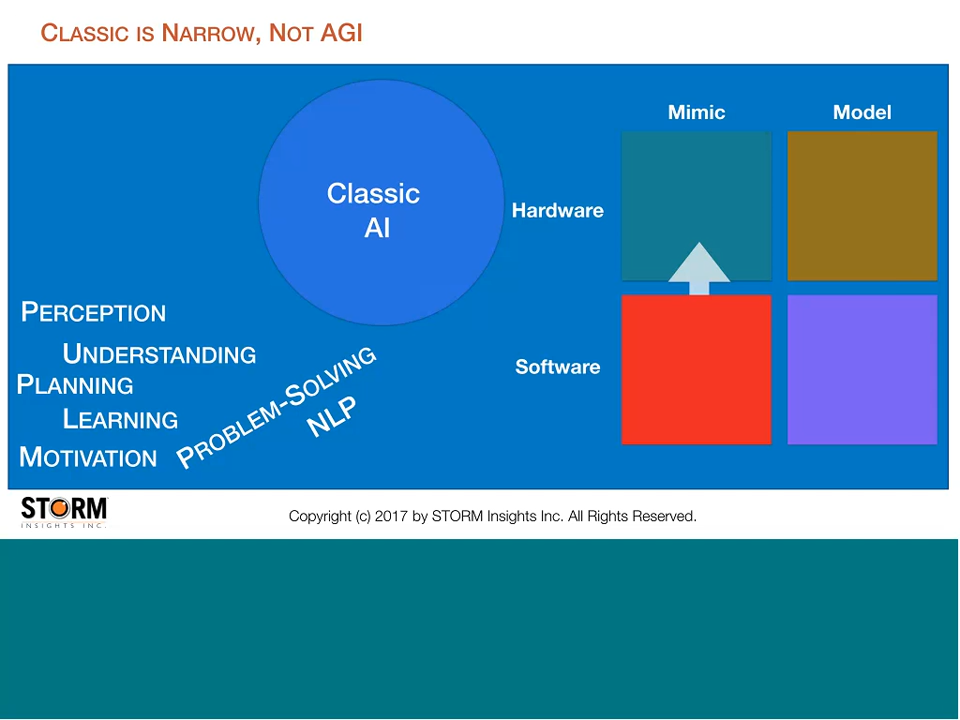 Classic is Narrow, Not AGI
Mimic
Model
Classic
AI
Hardware
Perception
Understanding
Planning
Learning
Motivation
Problem-Solving
NLP
Software
STORM
INSIGHTS INC.
Copyright (c) 2017 by STORM Insights Inc. All Rights Reserved.